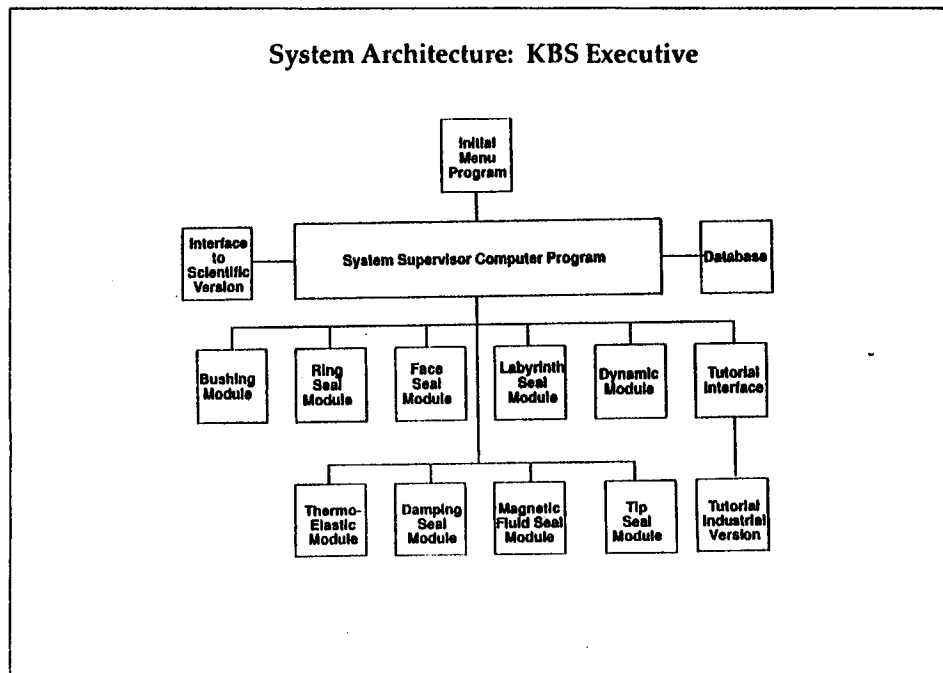 System Architecture: KBS Executive
Initial
Menu
Program
Interface
to
Scientific
Version
System Supervisor Computer Program
Database
Bushing
Module
Ring
Seal
Module
Face
Seal
Module
Labyrinth
Seal
Module
Dynamic
Module
Tutorial
Interface
Thermo-
Elastic
Module
Damping
Seal
Module
Magnetic
Fluid Seal
Module
Tip
Seal
Module
Tutorial
Industrial
Version